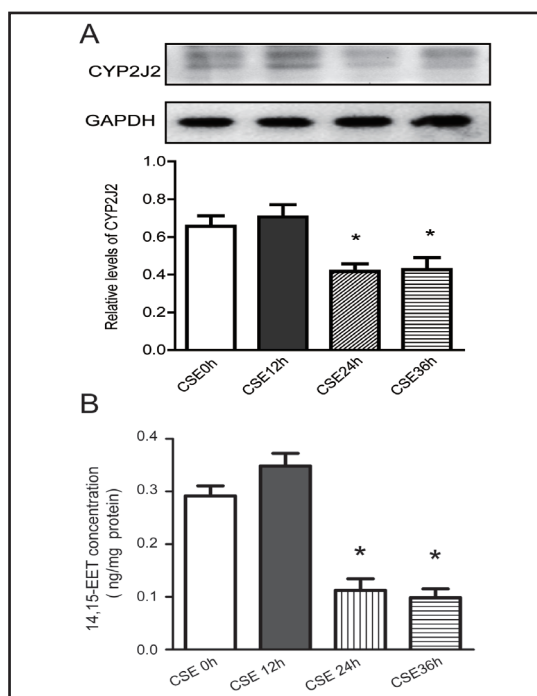 A
CYP2J2
GAPDH
Relative levels of CYP2J2
1.0
0.8
0.6
0.4
0.2
0.0
*
*
CSE0h
CSE12h
CSE24h
CSE36h
B
14,15-EET concentration
( ng/mg protein)
0.4
0.3
0.2
0.1
0.0
*
*
CSE 0h
CSE 12h
CSE 24h
CSE36h